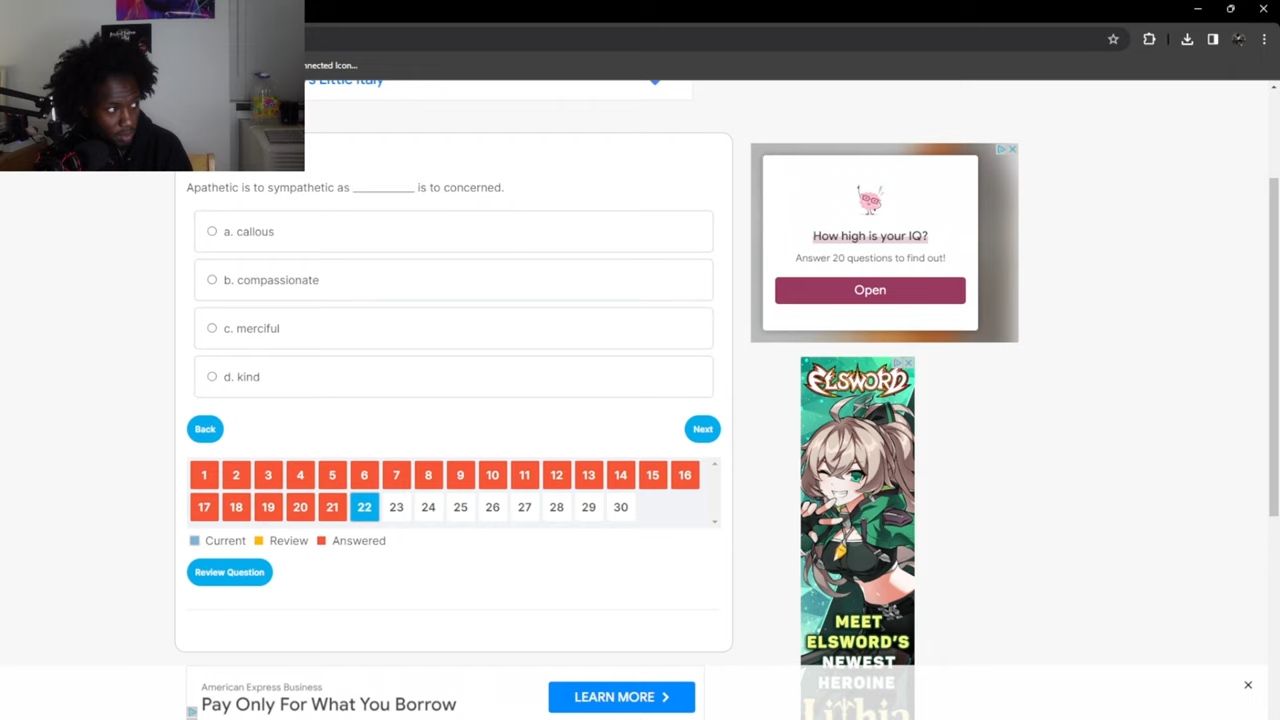 nnected Icon...
's Little Italy
Apathetic is to sympathetic as __________ is to concerned.
a. callous
b. compassionate
c. merciful
d. kind
Back
Next
1 2 3 4 5 6 7 8 9 10 11 12 13 14 15 16
17 18 19 20 21 22 23 24 25 26 27 28 29 30
Current Review Answered
Review Question
How high is your IQ?
Answer 20 questions to find out!
Open
ELSWORD
MEET
ELSWORD'S
NEWEST
HEROINE
Lithia
American Express Business
Pay Only For What You Borrow
LEARN MORE